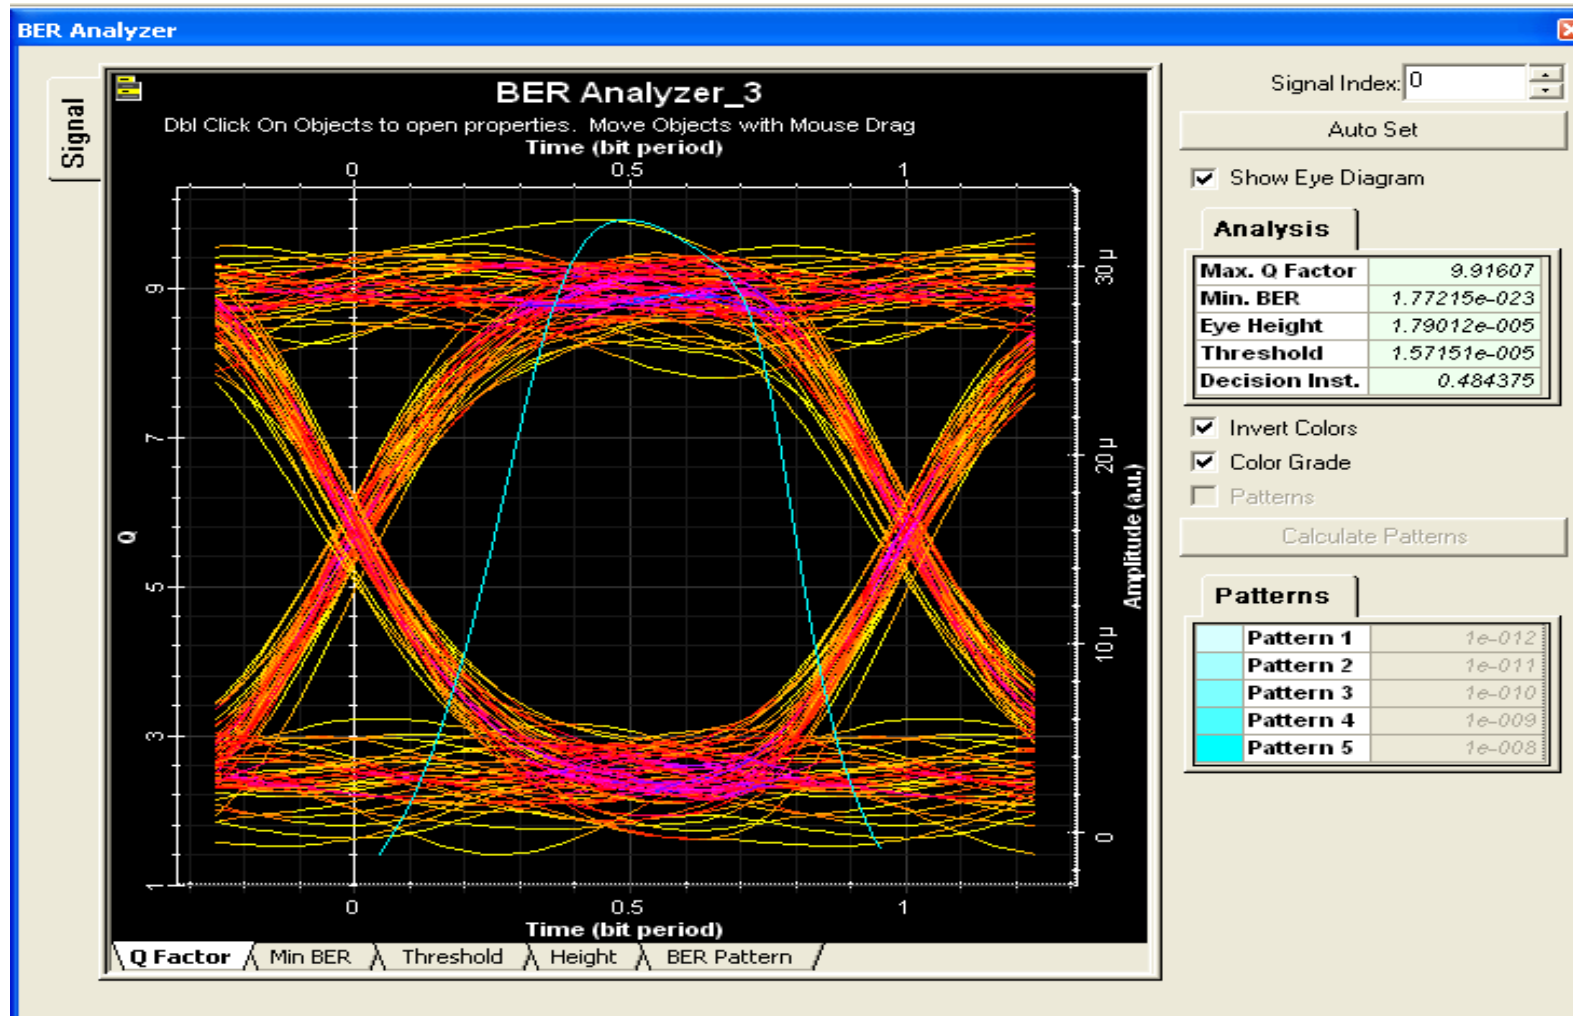 BER Analyzer
Signal
BER Analyzer_3
Dbl Click On Objects to open properties. Move Objects with Mouse Drag
Time (bit period)
0 0.5 1
Q
9
7
5
3
1
30 µ
20 µ
10 µ
0
Amplitude (a.u.)
0 0.5 1
Time (bit period)
Q Factor Min BER Threshold Height BER Pattern
Signal Index: 0
Auto Set
Show Eye Diagram
Analysis
Max. Q Factor 9.91607
Min. BER 1.77215e-023
Eye Height 1.79012e-005
Threshold 1.57151e-005
Decision Inst. 0.484375
Invert Colors
Color Grade
Patterns
Calculate Patterns
Patterns
Pattern 1 1e-012
Pattern 2 1e-011
Pattern 3 1e-010
Pattern 4 1e-009
Pattern 5 1e-008